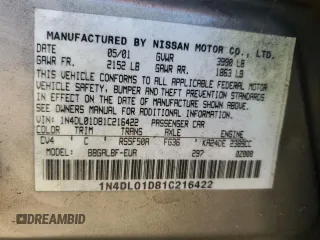 MANUFACTURED BY NISSAN MOTOR CO., LTD.
DATE 05/01 GVWR 3990 LB
GAWR FR. 2152 LB GAWR RR. 1863 LB
THIS VEHICLE CONFORMS TO ALL APPLICABLE FEDERAL MOTOR
VEHICLE SAFETY, BUMPER AND THEFT PREVENTION STANDARDS
IN EFFECT ON THE DATE OF MANUFACTURE SHOWN ABOVE.
SEE OWNERS MANUAL FOR ADDITIONAL INFORMATION
1N4DL01D81C216422 PASSENGER CAR
COLOR TRIM TRANS AXLE ENGINE
CV4 C RS5F50A FG36 KA24DE 2389CC
BBGALBF-EUR 297 02000
1N4DL01D81C216422